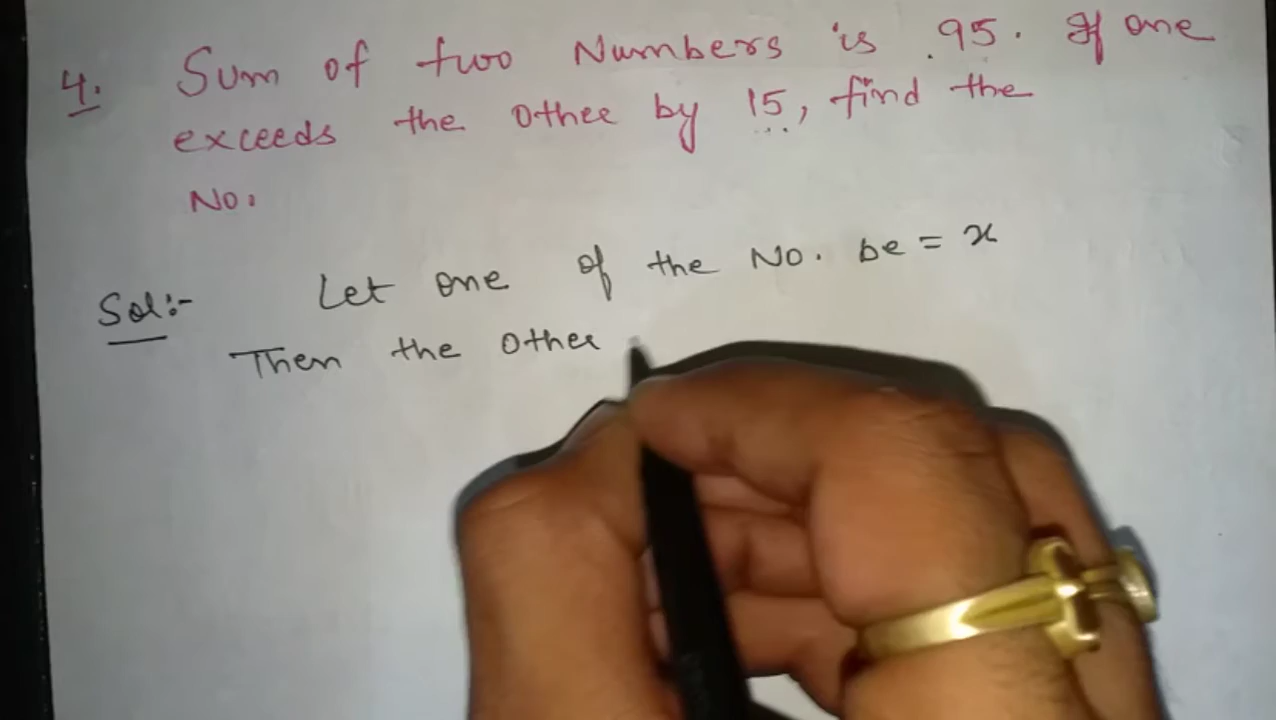 4. Sum of two Numbers is 95. If one
exceeds the other by 15, find the
No.
Sol:- Let one of the No. be = x
Then the other